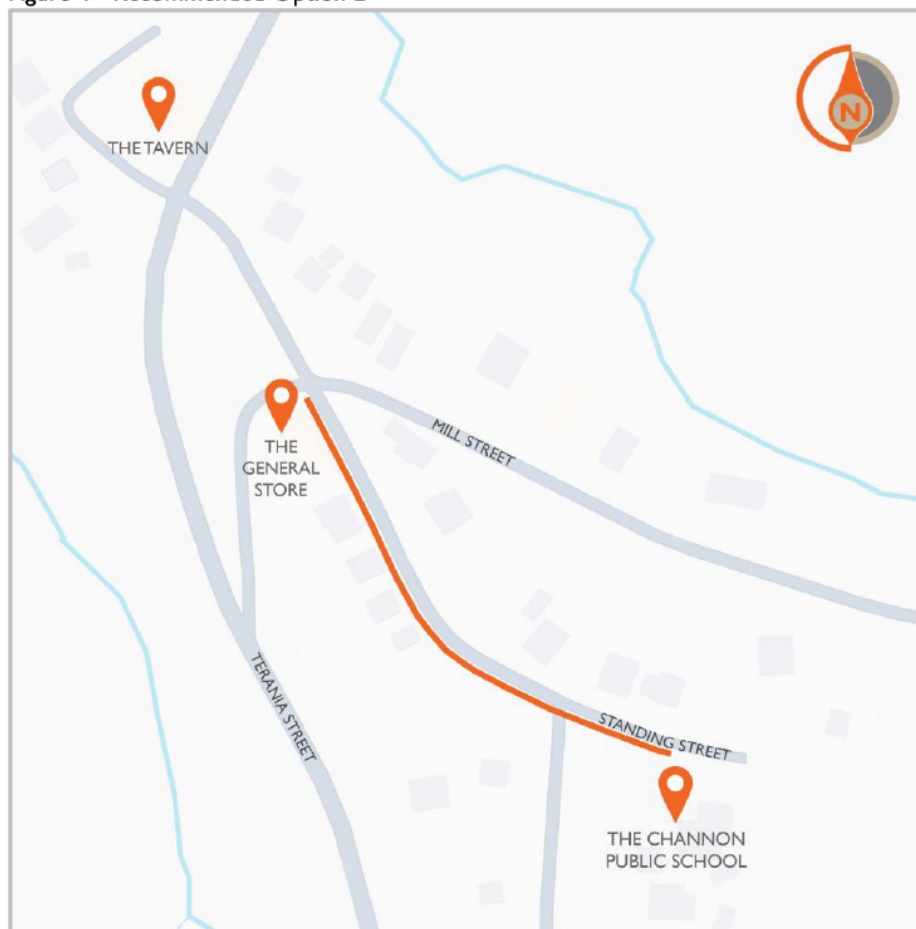 THE TAVERN
N
MILL STREET
THE
GENERAL
STORE
TERANIA STREET
STANDING STREET
THE CHANNON
PUBLIC SCHOOL